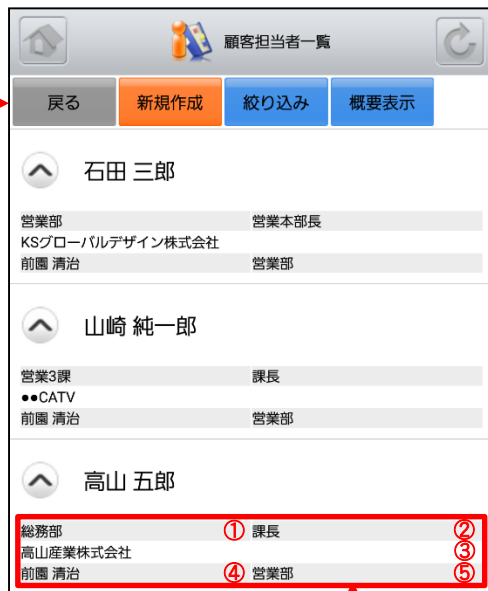 顧客担当者一覧
戻る 新規作成 絞り込み 概要表示
石田 三郎
営業部 営業本部長
KSグローバルデザイン株式会社
前園 清治 営業部
山崎 純一郎
営業3課 課長
●●CATV
前園 清治 営業部
高山 五郎
総務部 ① 課長 ②
高山産業株式会社 ③
前園 清治 ④ 営業部 ⑤